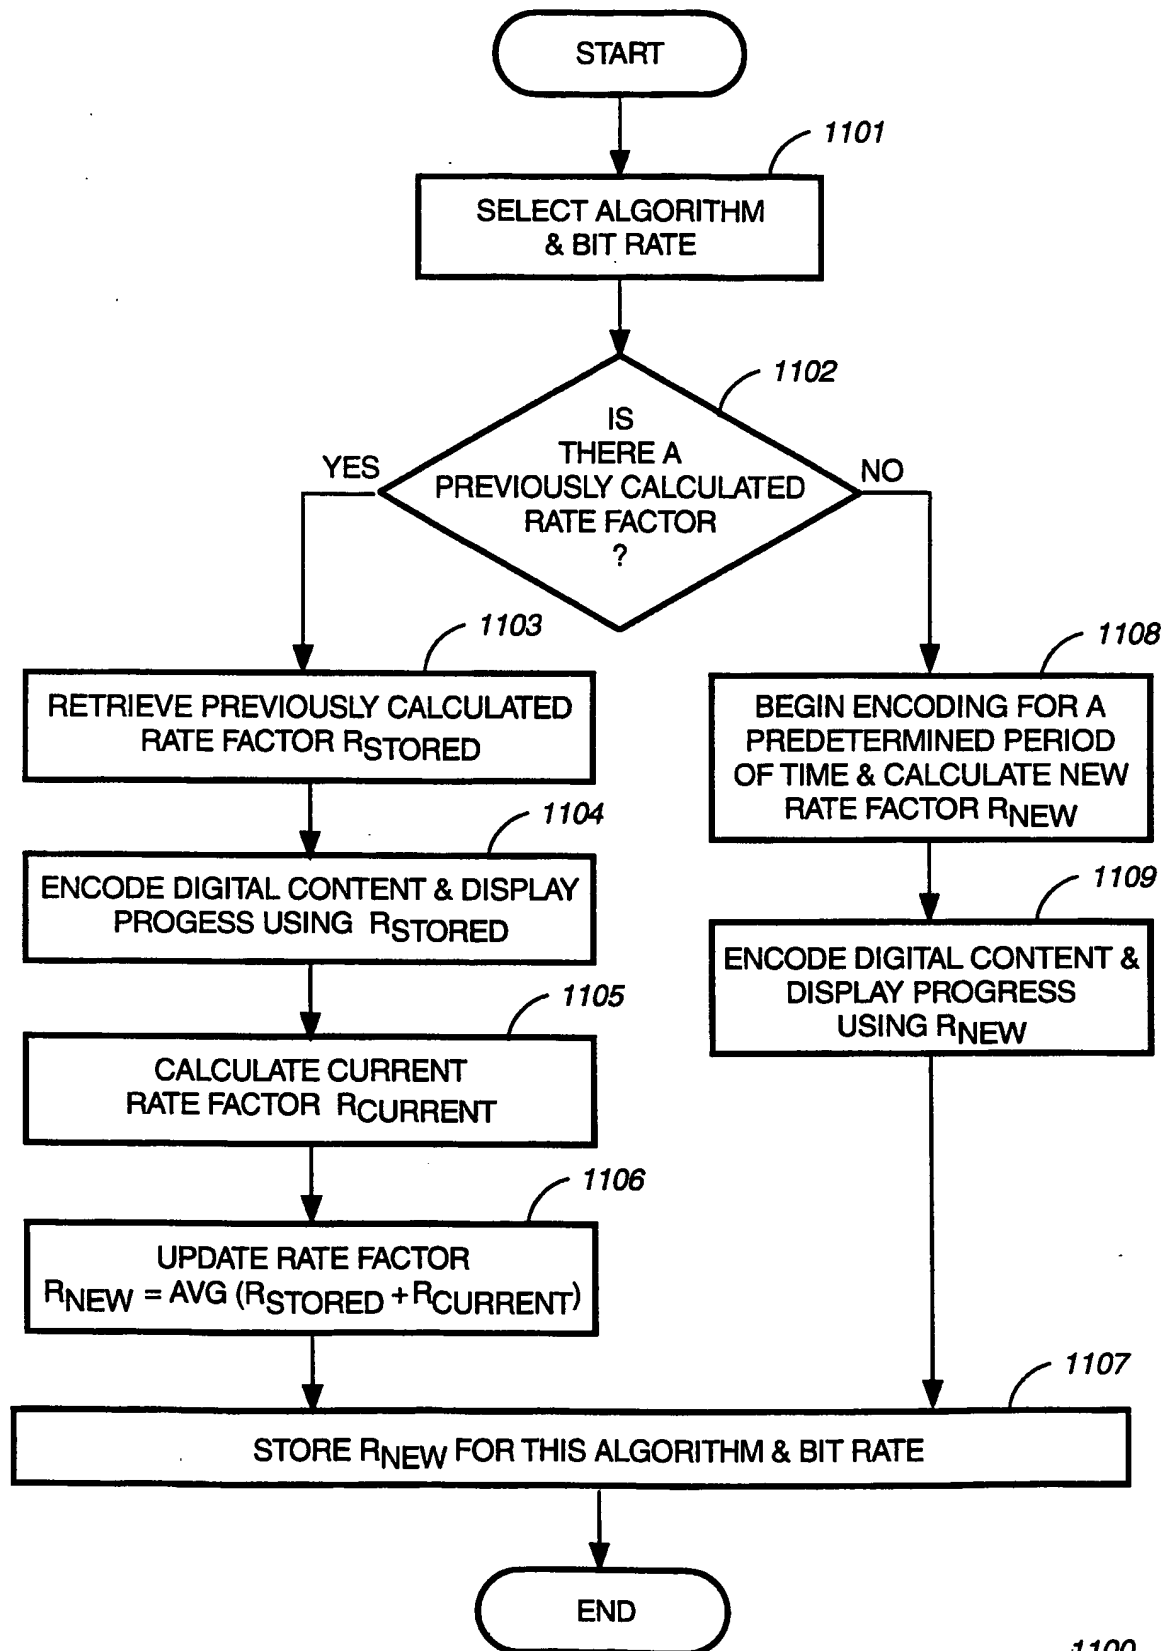 START
1101
SELECT ALGORITHM
& BIT RATE
1102
IS
THERE A
PREVIOUSLY CALCULATED
RATE FACTOR
?
YES
NO
1103
RETRIEVE PREVIOUSLY CALCULATED
RATE FACTOR RSTORED
1104
ENCODE DIGITAL CONTENT & DISPLAY
PROGESS USING RSTORED
1105
CALCULATE CURRENT
RATE FACTOR RCURRENT
1106
UPDATE RATE FACTOR
RNEW = AVG (RSTORED + RCURRENT)
1108
BEGIN ENCODING FOR A
PREDETERMINED PERIOD
OF TIME & CALCULATE NEW
RATE FACTOR RNEW
1109
ENCODE DIGITAL CONTENT &
DISPLAY PROGRESS
USING RNEW
1107
STORE RNEW FOR THIS ALGORITHM & BIT RATE
END
1100